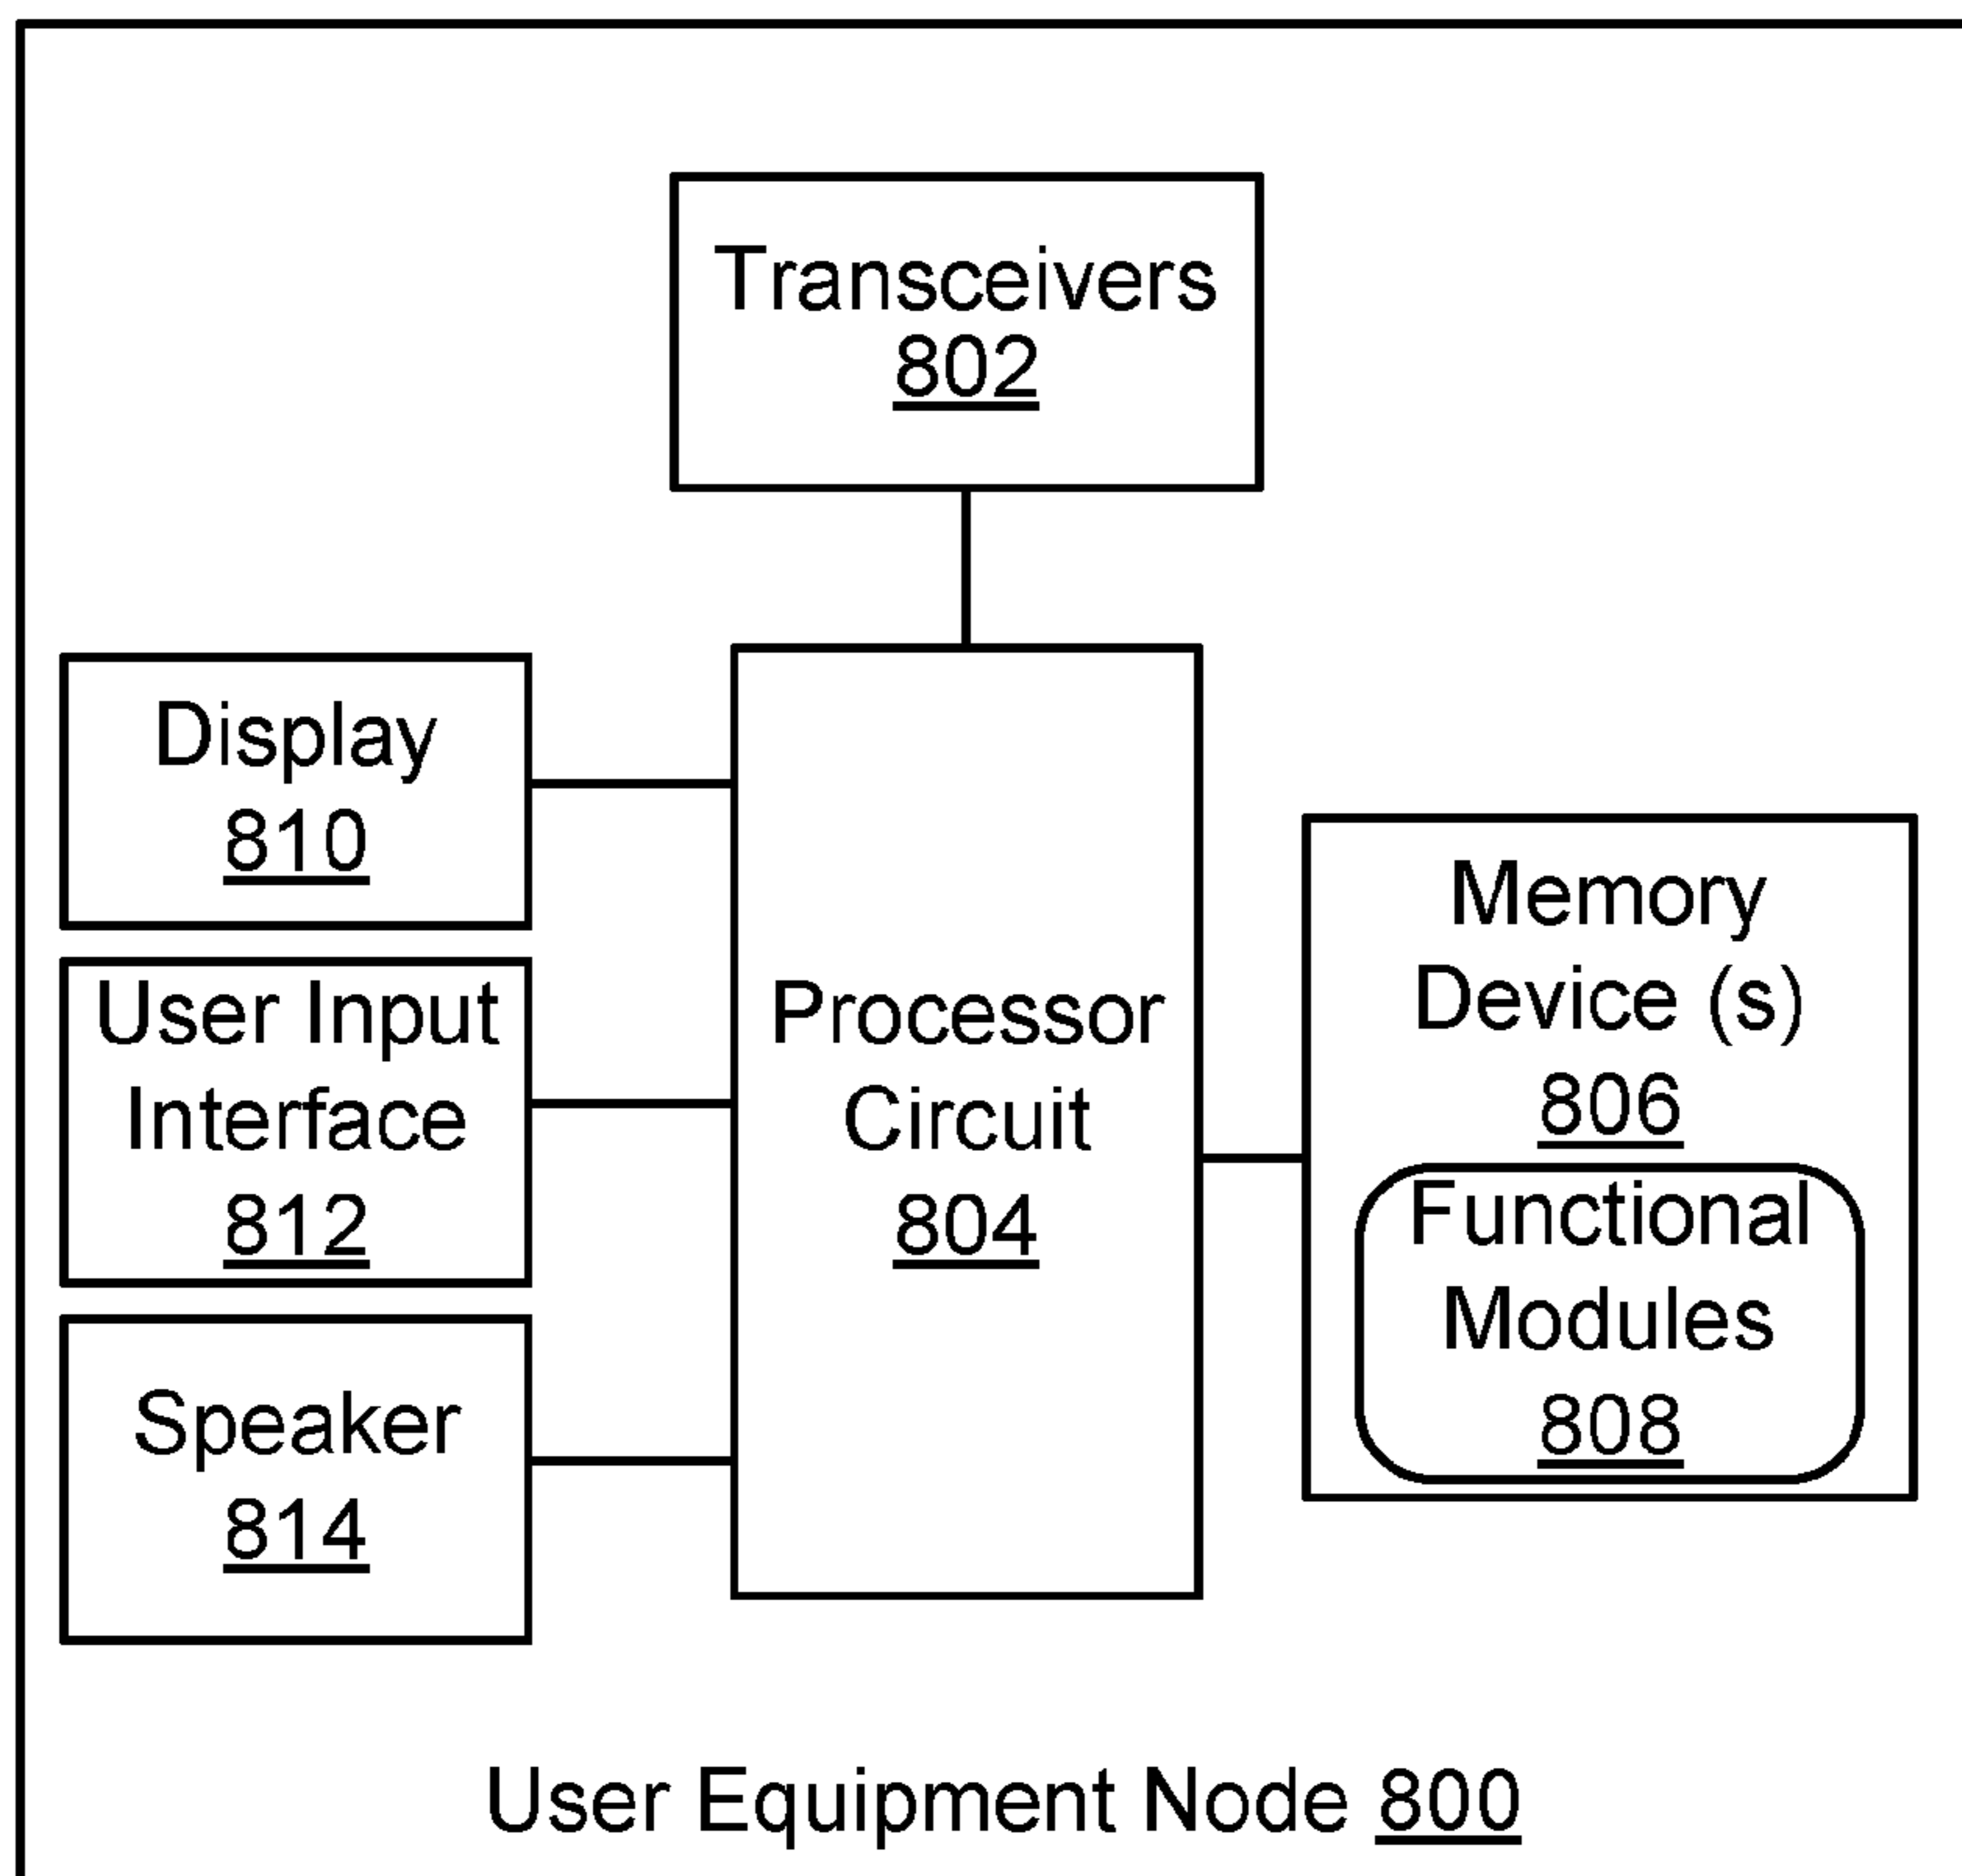 Transceivers
802
Display
810
User Input
Interface
812
Speaker
814
Processor
Circuit
804
Memory
Device (s)
806
Functional
Modules
808
User Equipment Node 800